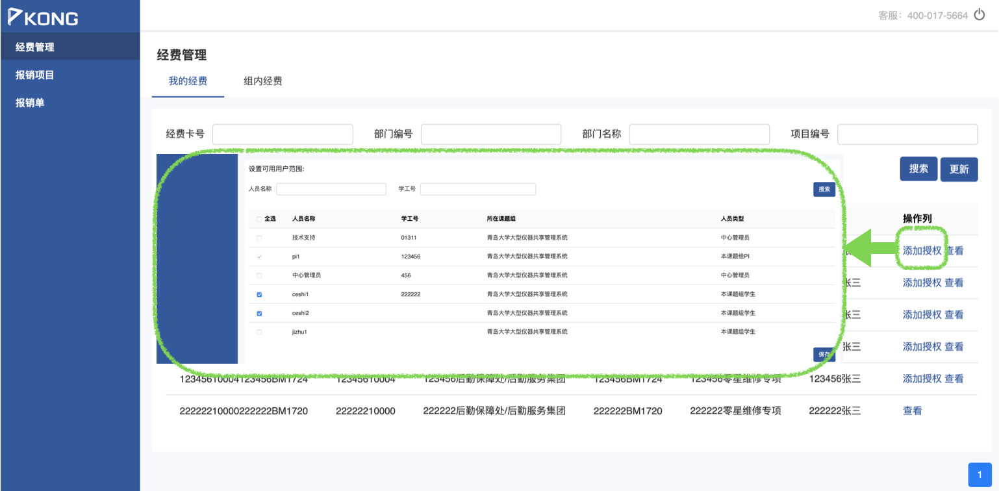 KONG
客服：400-017-5664
经费管理
报销项目
报销单
经费管理
我的经费 组内经费
经费卡号 部门编号 部门名称 项目编号
搜索 更新
设置可用用户范围:
人员名称 学工号 搜索
全选 人员名称 学工号 所在课题组 人员类型
技术支持 01311 青岛大学大型仪器共享管理系统 中心管理员
pi1 123456 青岛大学大型仪器共享管理系统 本课题组PI
中心管理员 456 青岛大学大型仪器共享管理系统 中心管理员
ceshi1 222222 青岛大学大型仪器共享管理系统 本课题组学生
ceshi2 青岛大学大型仪器共享管理系统 本课题组学生
jizhu1 青岛大学大型仪器共享管理系统 本课题组学生
保存
操作列
添加授权 查看
张三 添加授权 查看
张三 添加授权 查看
张三 添加授权 查看
12345610004123456BM1724 12345610004 123456后勤保障处/后勤服务集团 123456BM1724 123456零星维修专项 123456张三 添加授权 查看
22222210000222222BM1720 22222210000 222222后勤保障处/后勤服务集团 222222BM1720 222222零星维修专项 222222张三 查看
1